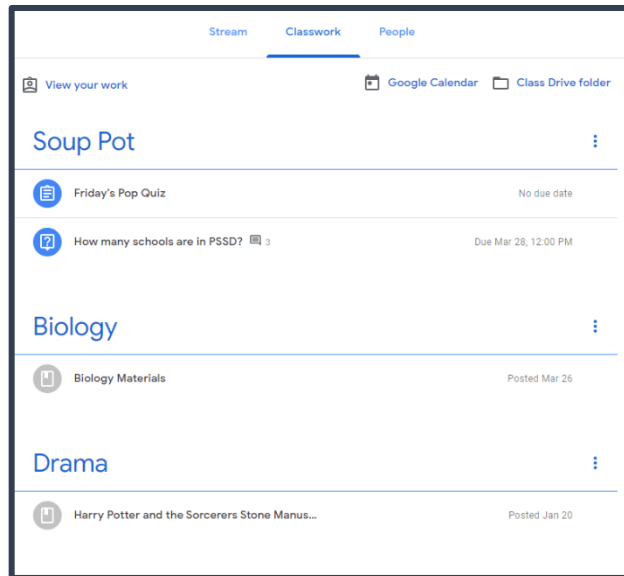 Stream Classwork People
View your work Google Calendar Class Drive folder
Soup Pot
Friday's Pop Quiz No due date
How many schools are in PSSD? 3 Due Mar 28, 12:00 PM
Biology
Biology Materials Posted Mar 26
Drama
Harry Potter and the Sorcerers Stone Manus... Posted Jan 20